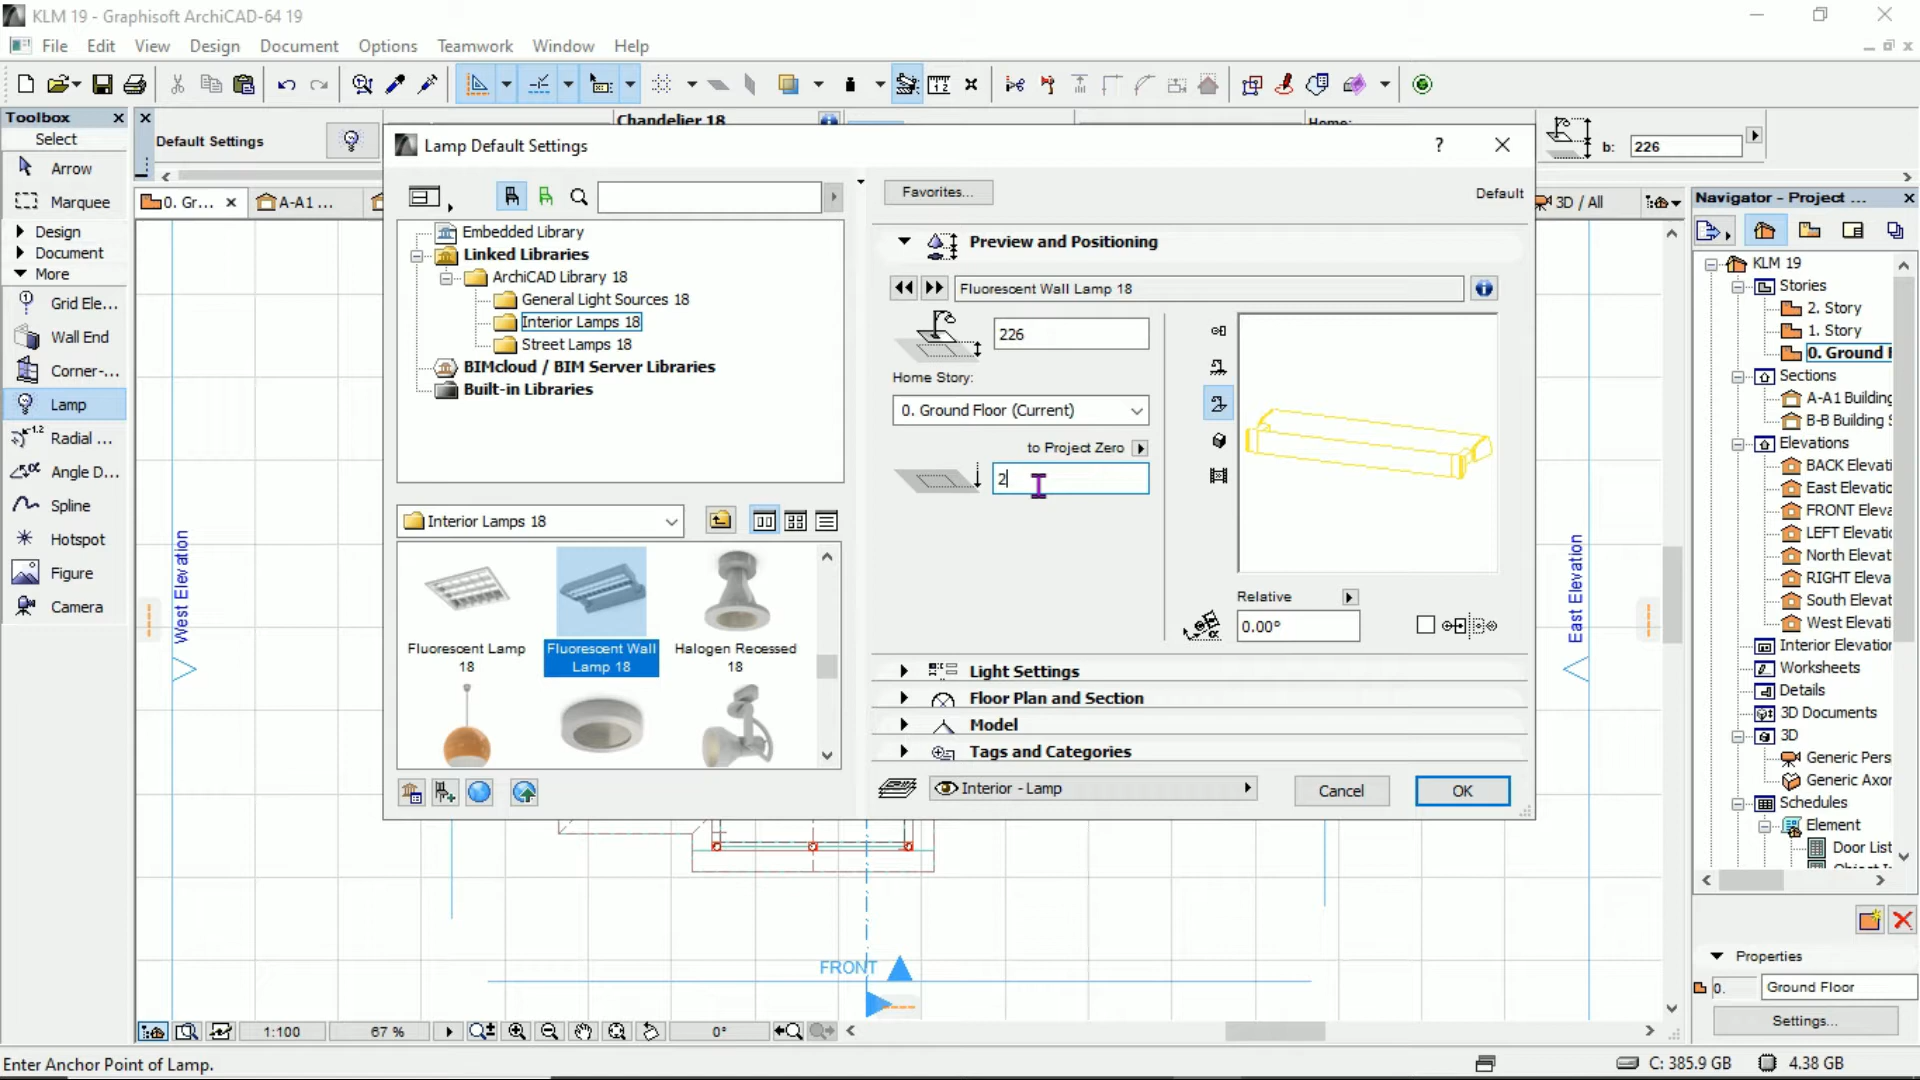 KLM 19 - Graphisoft ArchiCAD-64 19
File Edit View Design Document Options Teamwork Window Help
Toolbox
Select
Arrow
Marquee
Design
Document
More
Grid Ele...
Wall End
Corner-...
Lamp
Radial ...
Angle D...
Spline
Hotspot
Figure
Camera
Default Settings
Chandelier 18
Home:
b: 226
0. Gr...
A-A1 ...
3D / All
Lamp Default Settings
Embedded Library
Linked Libraries
ArchiCAD Library 18
General Light Sources 18
Interior Lamps 18
Street Lamps 18
BIMcloud / BIM Server Libraries
Built-in Libraries
Interior Lamps 18
Fluorescent Lamp 18
Fluorescent Wall Lamp 18
Halogen Recessed 18
Favorites...
Default
Preview and Positioning
Fluorescent Wall Lamp 18
226
Home Story:
0. Ground Floor (Current)
to Project Zero
2
Relative
0.00°
Light Settings
Floor Plan and Section
Model
Tags and Categories
Interior - Lamp
Cancel
OK
West Elevation
East Elevation
FRONT
Navigator - Project ...
KLM 19
Stories
2. Story
1. Story
0. Ground F
Sections
A-A1 Building
B-B Building S
Elevations
BACK Elevati
East Elevatic
FRONT Eleva
LEFT Elevati
North Elevat
RIGHT Eleva
South Elevat
West Elevati
Interior Elevation
Worksheets
Details
3D Documents
3D
Generic Pers
Generic Axor
Schedules
Element
Door List
Properties
0.
Ground Floor
Settings...
1:100
67 %
0°
Enter Anchor Point of Lamp.
C: 385.9 GB
4.38 GB